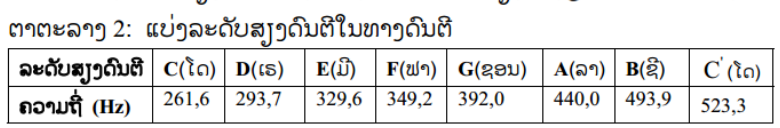 ຕາຕະລາງ 2: ແບ່ງລະດັບສຽງດົນຕີໃນທາງດົນຕີ
ລະດັບສຽງດົນຕີ C(ໂດ) D(ເຣ) E(ມີ) F(ຟາ) G(ຊອນ) A(ລາ) B(ຊີ) C'(ໂດ)
ຄວາມຖີ່ (Hz) 261,6 293,7 329,6 349,2 392,0 440,0 493,9 523,3